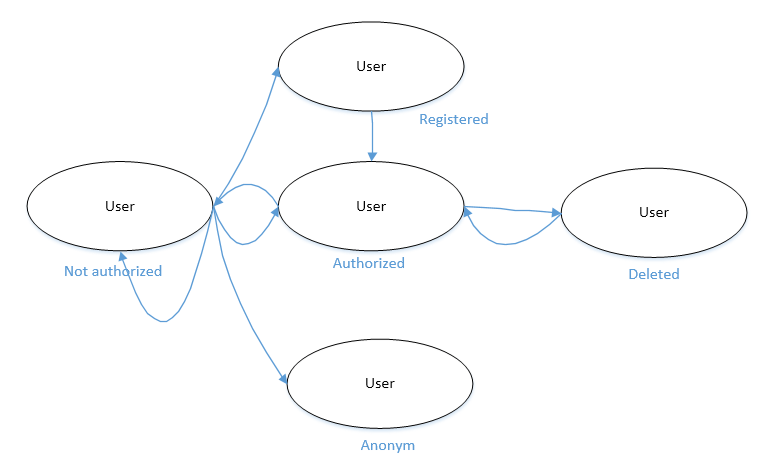 User
Registered
User
Not authorized
User
Authorized
User
Deleted
User
Anonym